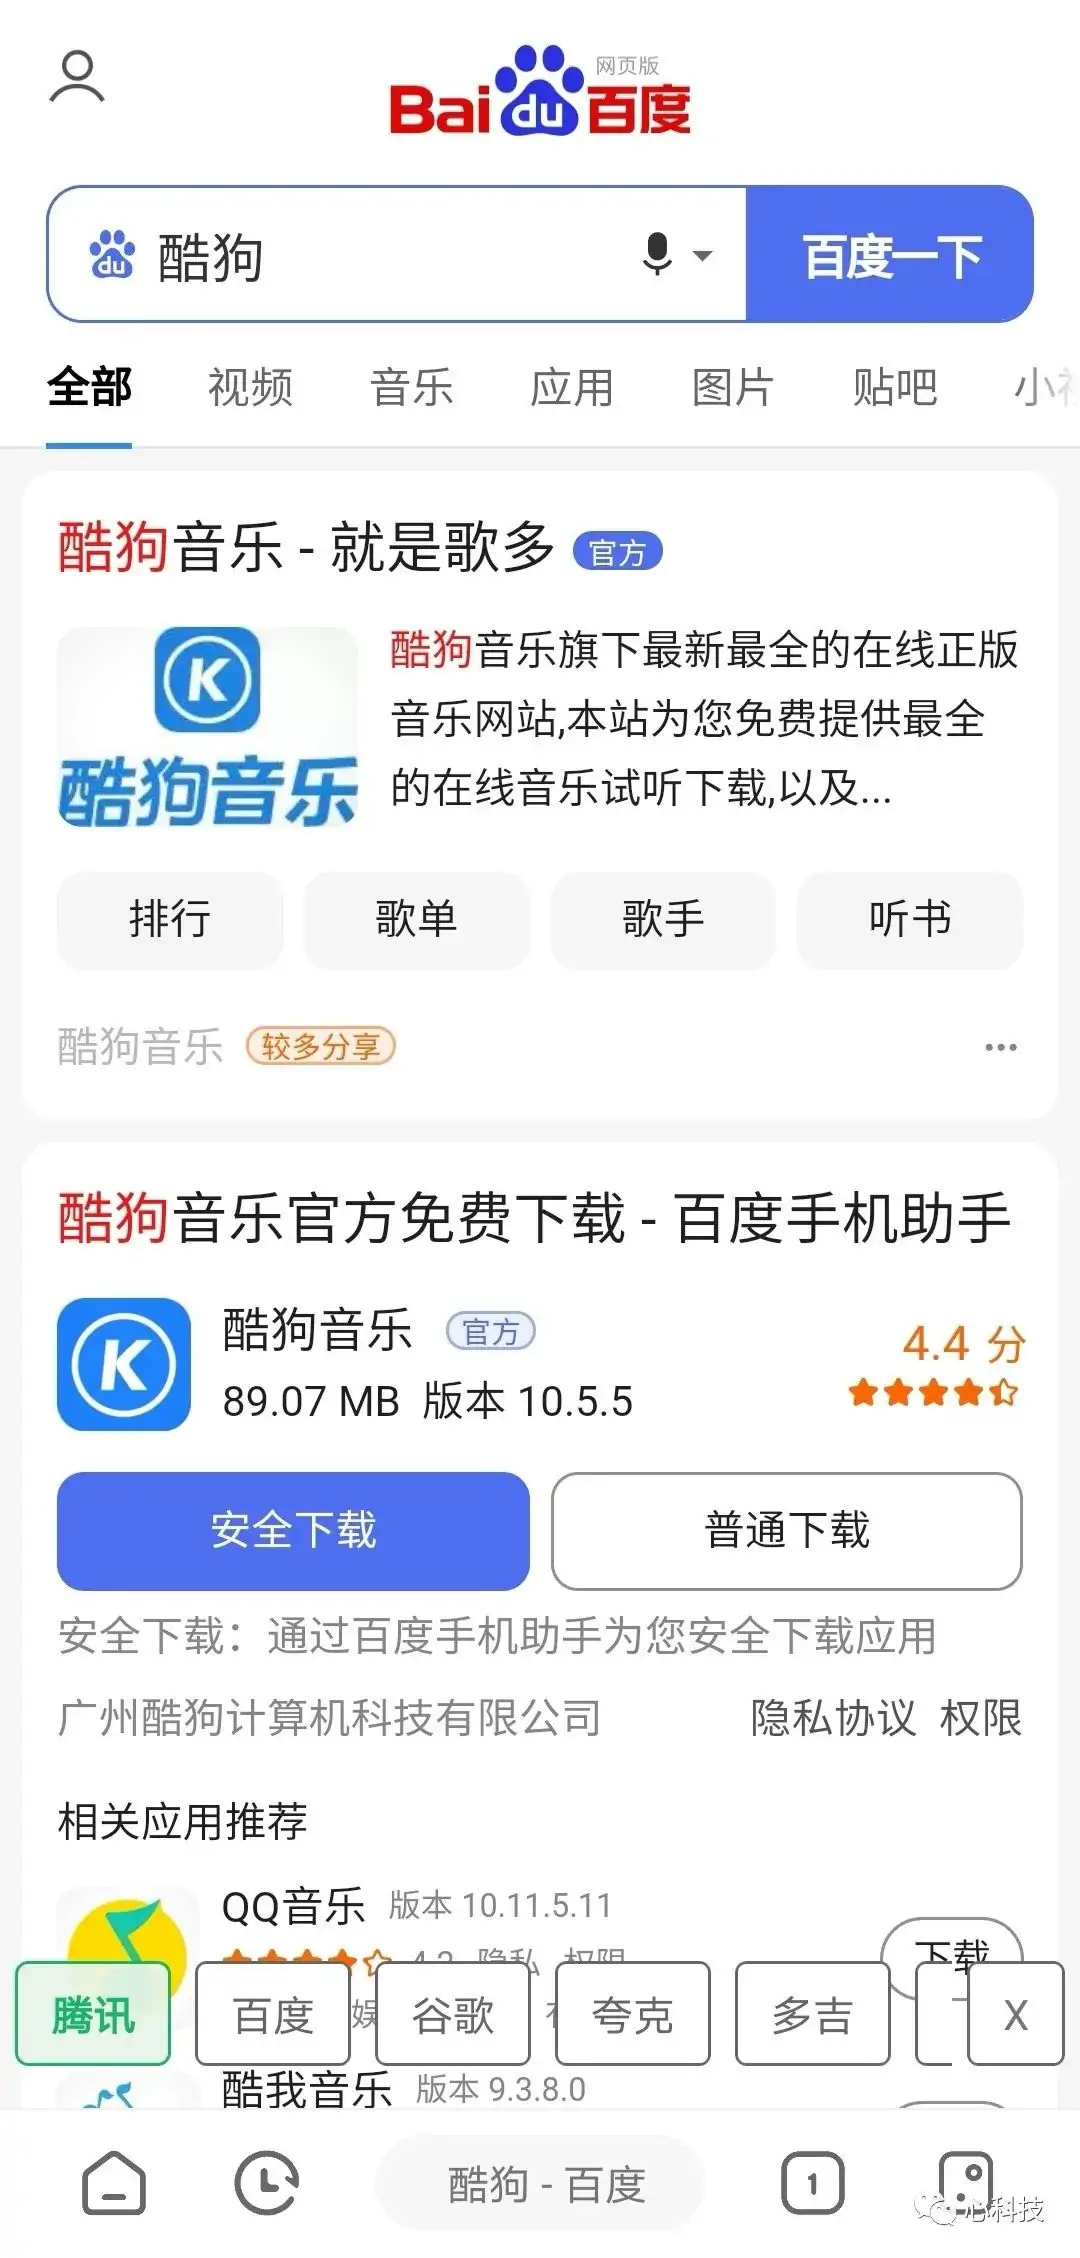 Baidu百度 网页版
du 酷狗 百度一下
全部 视频 音乐 应用 图片 贴吧 小
酷狗音乐 - 就是歌多 官方
K
酷狗音乐
酷狗音乐旗下最新最全的在线正版
音乐网站,本站为您免费提供最全
的在线音乐试听下载,以及...
排行 歌单 歌手 听书
酷狗音乐 较多分享
酷狗音乐官方免费下载 - 百度手机助手
K
酷狗音乐 官方
4.4 分
89.07 MB 版本 10.5.5
安全下载 普通下载
安全下载：通过百度手机助手为您安全下载应用
广州酷狗计算机科技有限公司 隐私协议 权限
相关应用推荐
QQ音乐 版本 10.11.5.11
下载
4.2 隐私 权限
腾讯 百度 谷歌 夸克 多吉 X
娱
酷我音乐 版本 9.3.8.0
酷狗 - 百度 1
心科技